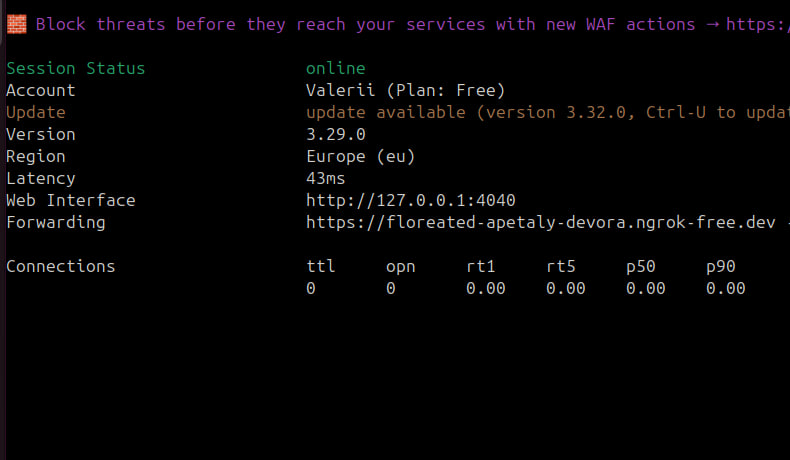 🧱 Block threats before they reach your services with new WAF actions → https:/
Session Status online
Account Valerii (Plan: Free)
Update update available (version 3.32.0, Ctrl-U to updat
Version 3.29.0
Region Europe (eu)
Latency 43ms
Web Interface http://127.0.0.1:4040
Forwarding https://floreated-apetaly-devora.ngrok-free.dev -
Connections ttl opn rt1 rt5 p50 p90
0 0 0.00 0.00 0.00 0.00